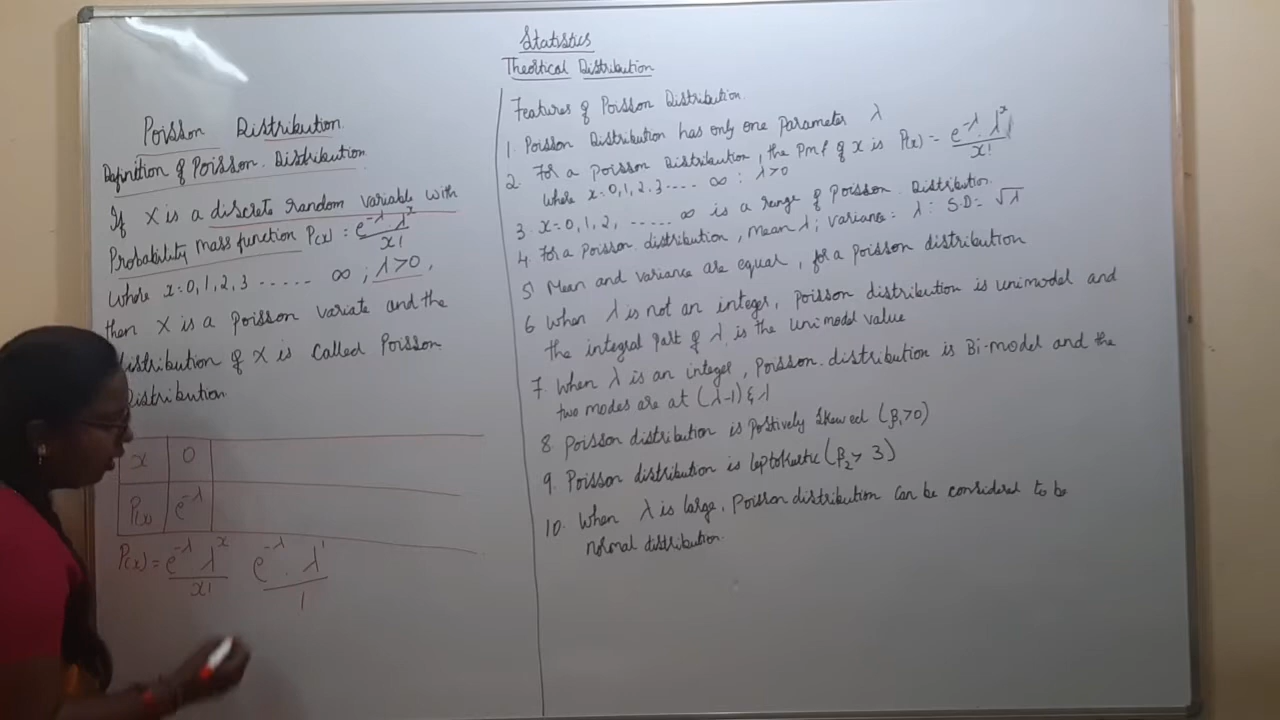 Statistics
Theortical Distribution
Poisson Distribution
Definition of Poisson Distribution
If X is a discrete random variable with
Probability mass function P(x) = e^-λ λ^x / x!
where x=0,1,2,3 ...... ∞ ; λ>0,
then X is a poisson variate and the
distribution of X is called Poisson
Distribution
x 0
P(x) e^-λ
P(x) = e^-λ λ^x / x! e^-λ . λ^1 / 1
Features of Poisson Distribution
1. Poisson Distribution has only one Parameter λ
2. For a Poisson Distribution, the Pmf of x is P(x) = e^-λ . λ^x / x!
where x=0,1,2,3.... ∞ : λ>0
3. x=0,1,2, ...... ∞ is a range of Poisson Distribution.
4. For a Poisson distribution, Mean λ ; Variance = λ : S.D = √λ
5. Mean and variance are equal, for a Poisson distribution
6. When λ is not an integer, Poisson distribution is unimodel and
the integral Part of λ is the unimodel value
7. When λ is an integer, Poisson distribution is Bi-model and the
two modes are at (λ-1) & λ
8. Poisson distribution is postively skewed (β₁>0)
9. Poisson distribution is leptokurtic (β₂> 3)
10. When λ is large, Poisson distribution can be considered to be
normal distribution.